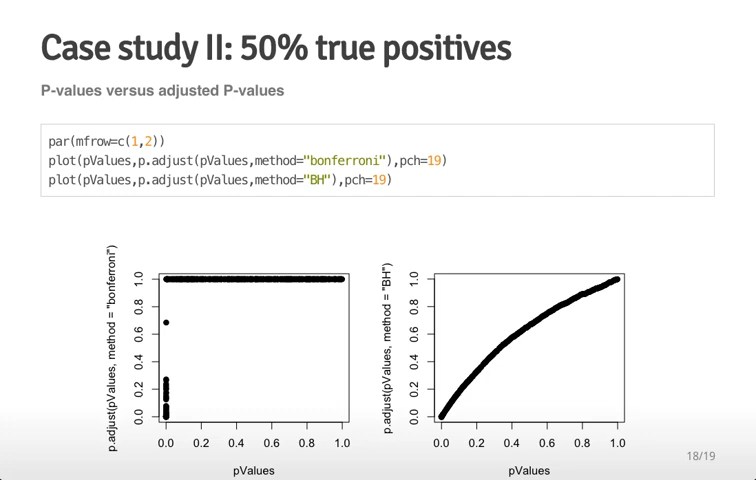 Case study II: 50% true positives
P-values versus adjusted P-values
par(mfrow=c(1,2))
plot(pValues,p.adjust(pValues,method="bonferroni"),pch=19)
plot(pValues,p.adjust(pValues,method="BH"),pch=19)
p.adjust(pValues, method = "bonferroni")
1.0
0.8
0.6
0.4
0.2
0.0
0.0 0.2 0.4 0.6 0.8 1.0
pValues
p.adjust(pValues, method = "BH")
1.0
0.8
0.6
0.4
0.2
0.0
0.0 0.2 0.4 0.6 0.8 1.0
pValues
18/19